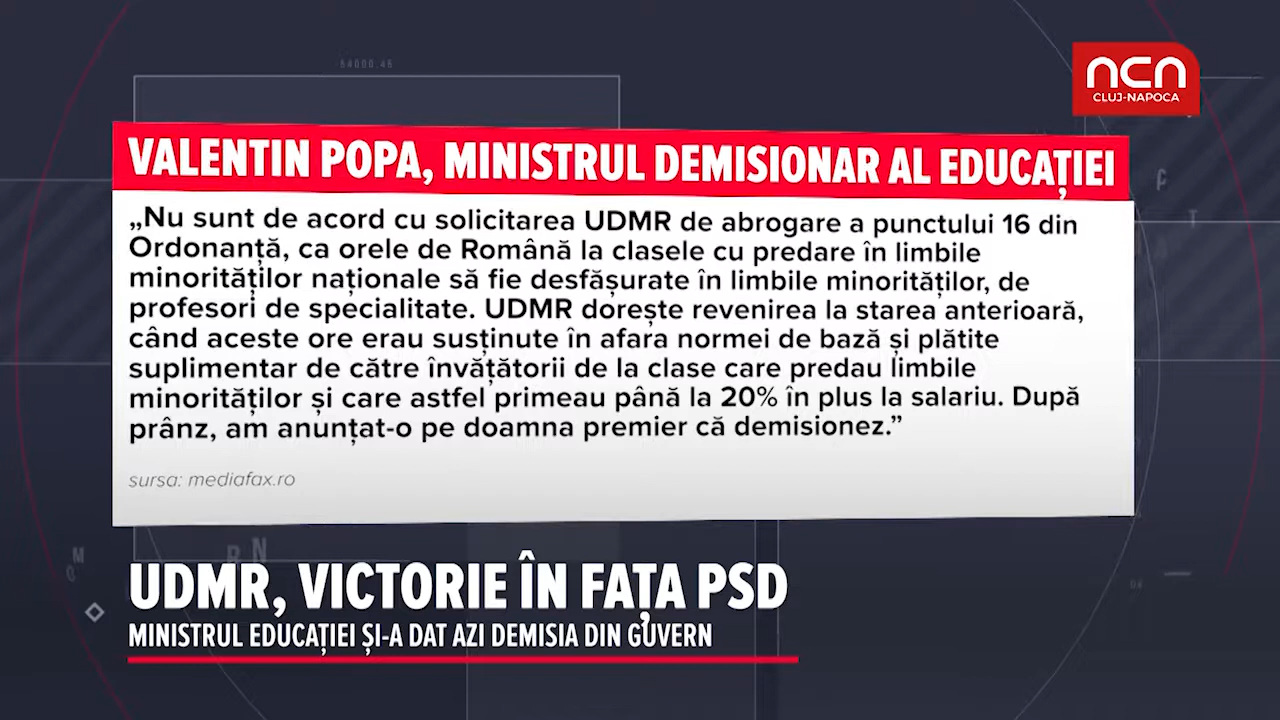 54000.46
ncn
CLUJ-NAPOCA
VALENTIN POPA, MINISTRUL DEMISIONAR AL EDUCAȚIEI
„Nu sunt de acord cu solicitarea UDMR de abrogare a punctului 16 din
Ordonanță, ca orele de Română la clasele cu predare în limbile
minorităților naționale să fie desfășurate în limbile minorităților, de
profesori de specialitate. UDMR dorește revenirea la starea anterioară,
când aceste ore erau susținute în afara normei de bază și plătite
suplimentar de către învățătorii de la clase care predau limbile
minorităților și care astfel primeau până la 20% în plus la salariu. După
prânz, am anunțat-o pe doamna premier că demisionez.”
sursa: mediafax.ro
UDMR, VICTORIE ÎN FAȚA PSD
MINISTRUL EDUCAȚIEI ȘI-A DAT AZI DEMISIA DIN GUVERN